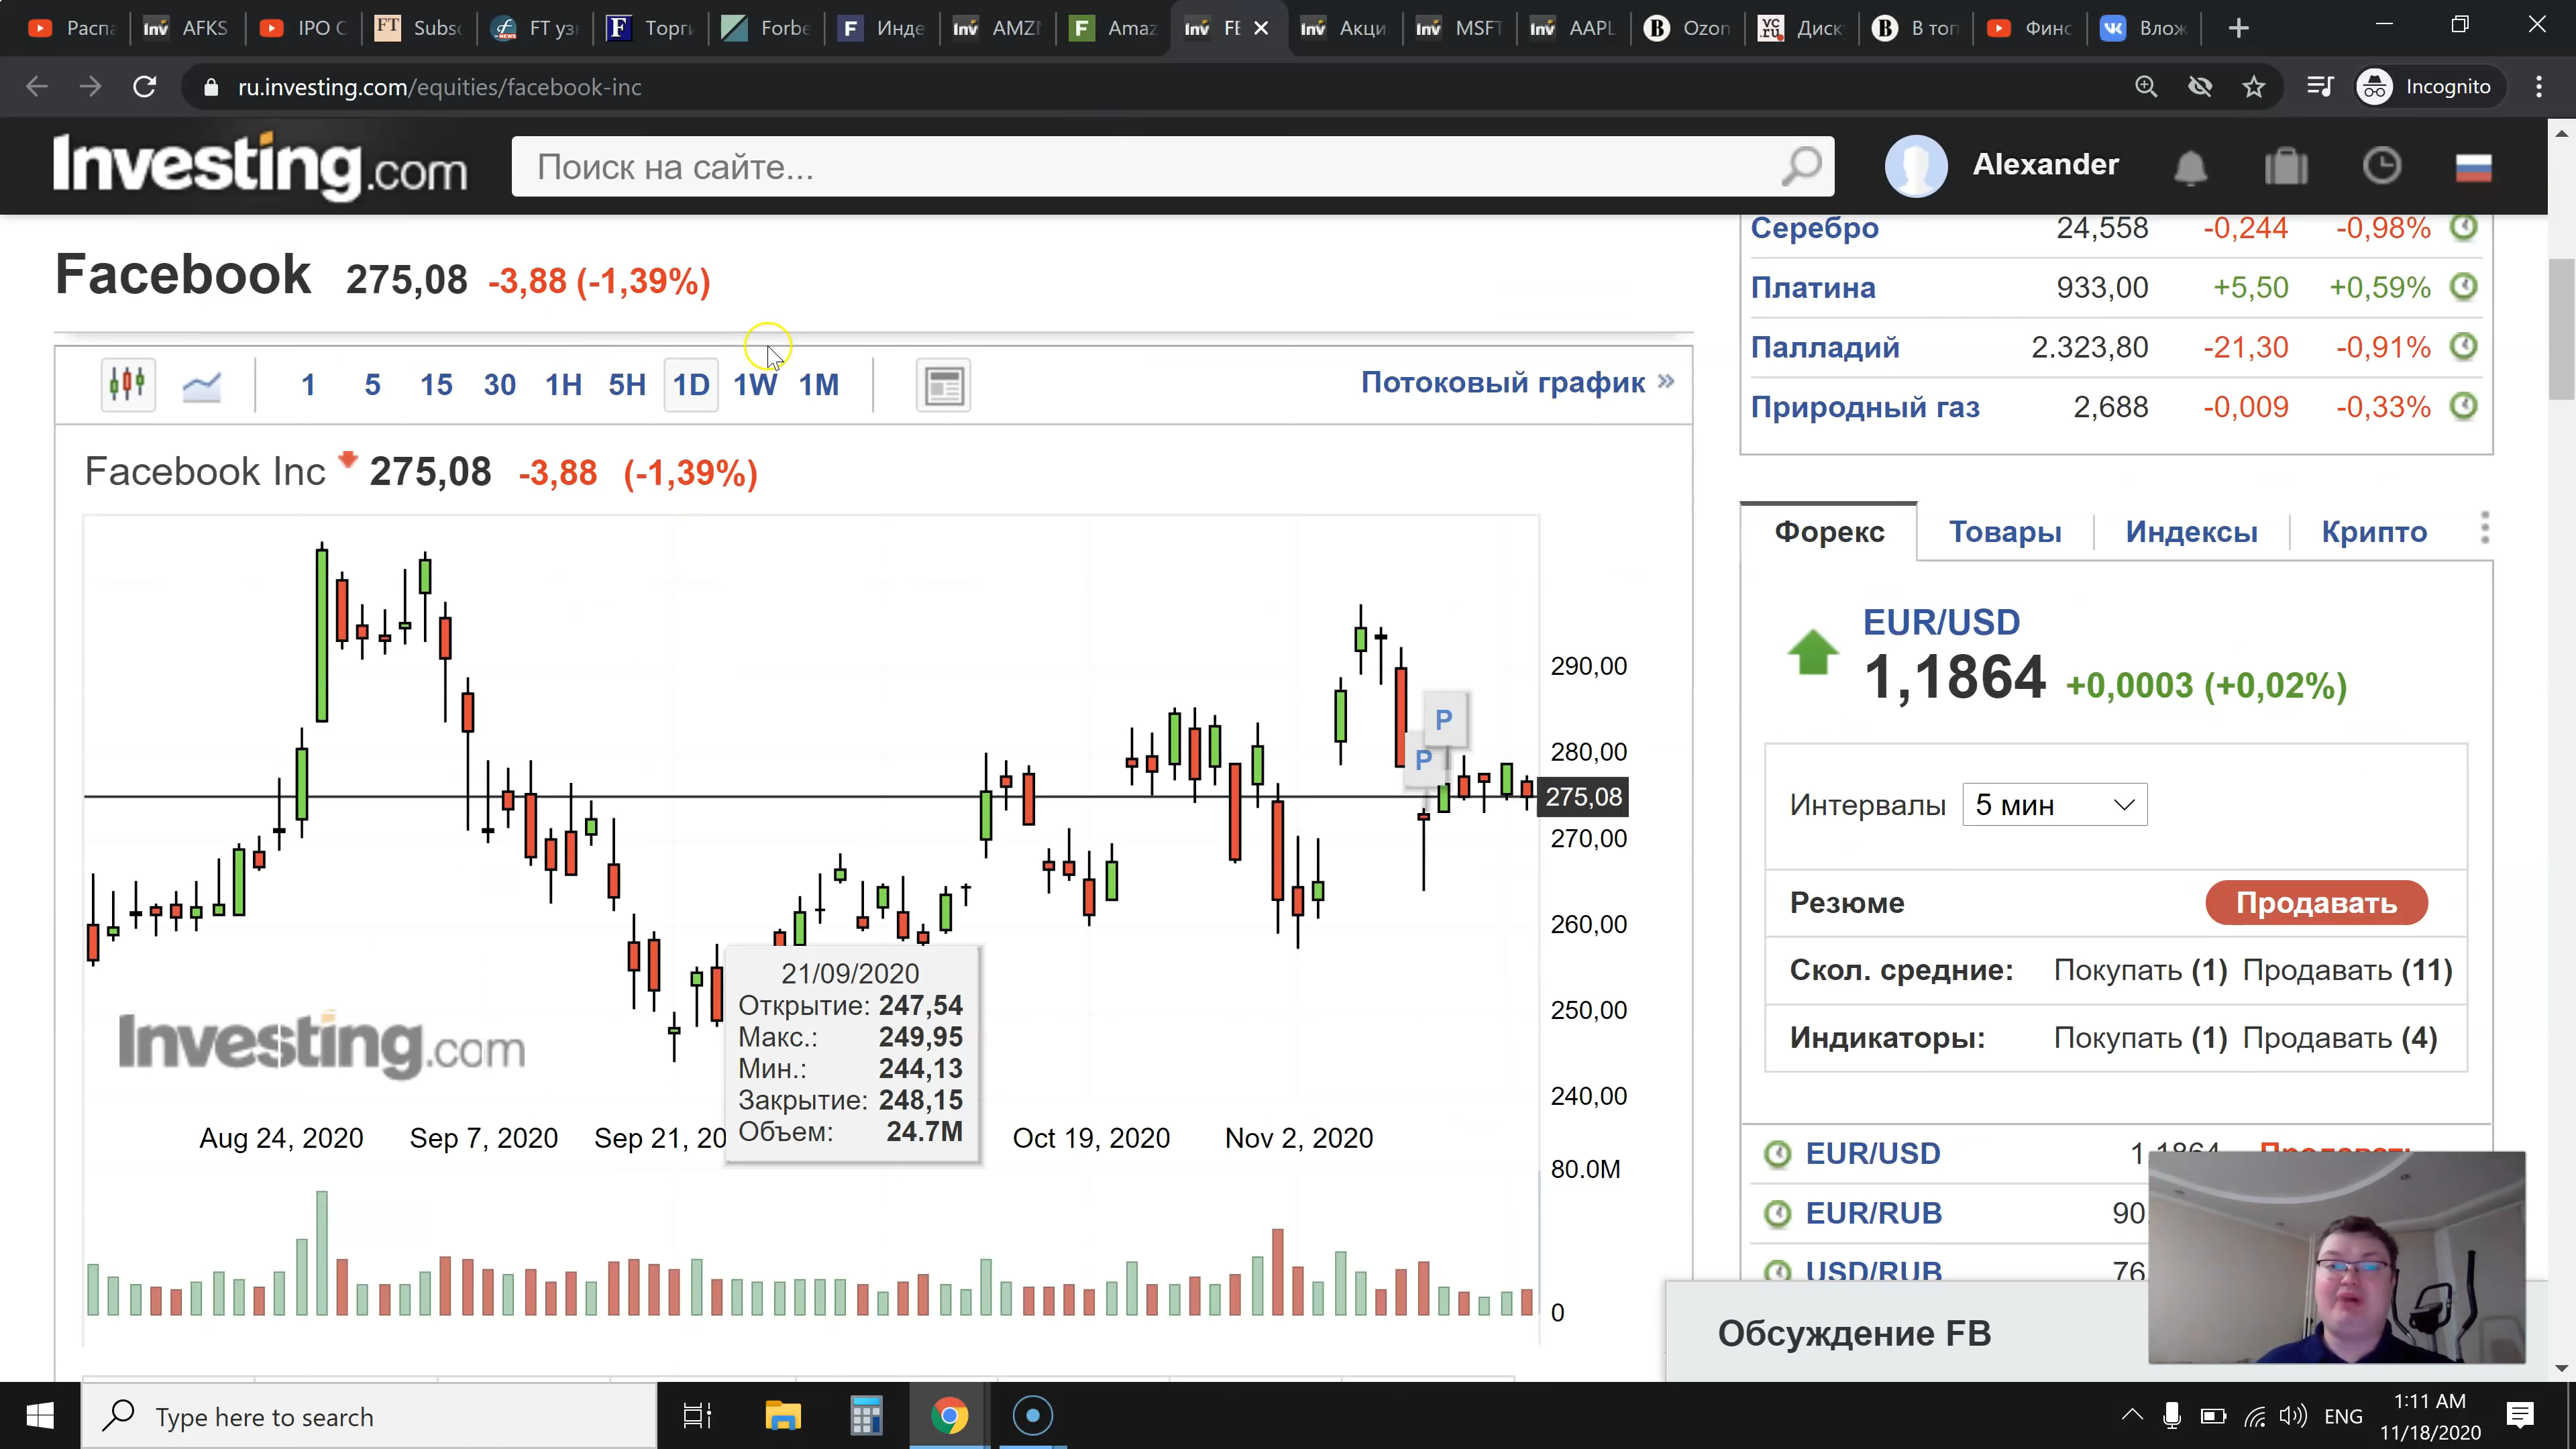 Распа
AFKS
IPO C
FT Subsc
FT уз
Торги
Forbe
Инде
AMZN
Amaz
FB
Акци
MSFT
AAPL
Ozon
Диск
В топ
Финс
Влож
ru.investing.com/equities/facebook-inc
Incognito
Investing.com
Поиск на сайте...
Alexander
Facebook 275,08 -3,88 (-1,39%)
1 5 15 30 1H 5H 1D 1W 1M
Потоковый график »
Facebook Inc 275,08 -3,88 (-1,39%)
290,00
P
280,00
P
275,08
270,00
260,00
250,00
240,00
Investing.com
21/09/2020
Открытие: 247,54
Макс.: 249,95
Мин.: 244,13
Закрытие: 248,15
Объем: 24.7M
Aug 24, 2020 Sep 7, 2020 Sep 21, 20 Oct 19, 2020 Nov 2, 2020
80.0M
0
Серебро 24,558 -0,244 -0,98%
Платина 933,00 +5,50 +0,59%
Палладий 2.323,80 -21,30 -0,91%
Природный газ 2,688 -0,009 -0,33%
Форекс Товары Индексы Крипто
EUR/USD
1,1864 +0,0003 (+0,02%)
Интервалы 5 мин
Резюме Продавать
Скол. средние: Покупать (1) Продавать (11)
Индикаторы: Покупать (1) Продавать (4)
EUR/USD 1,1864 Продавать
EUR/RUB 90
USD/RUB 76
Обсуждение FB
Type here to search
ENG
1:11 AM
11/18/2020